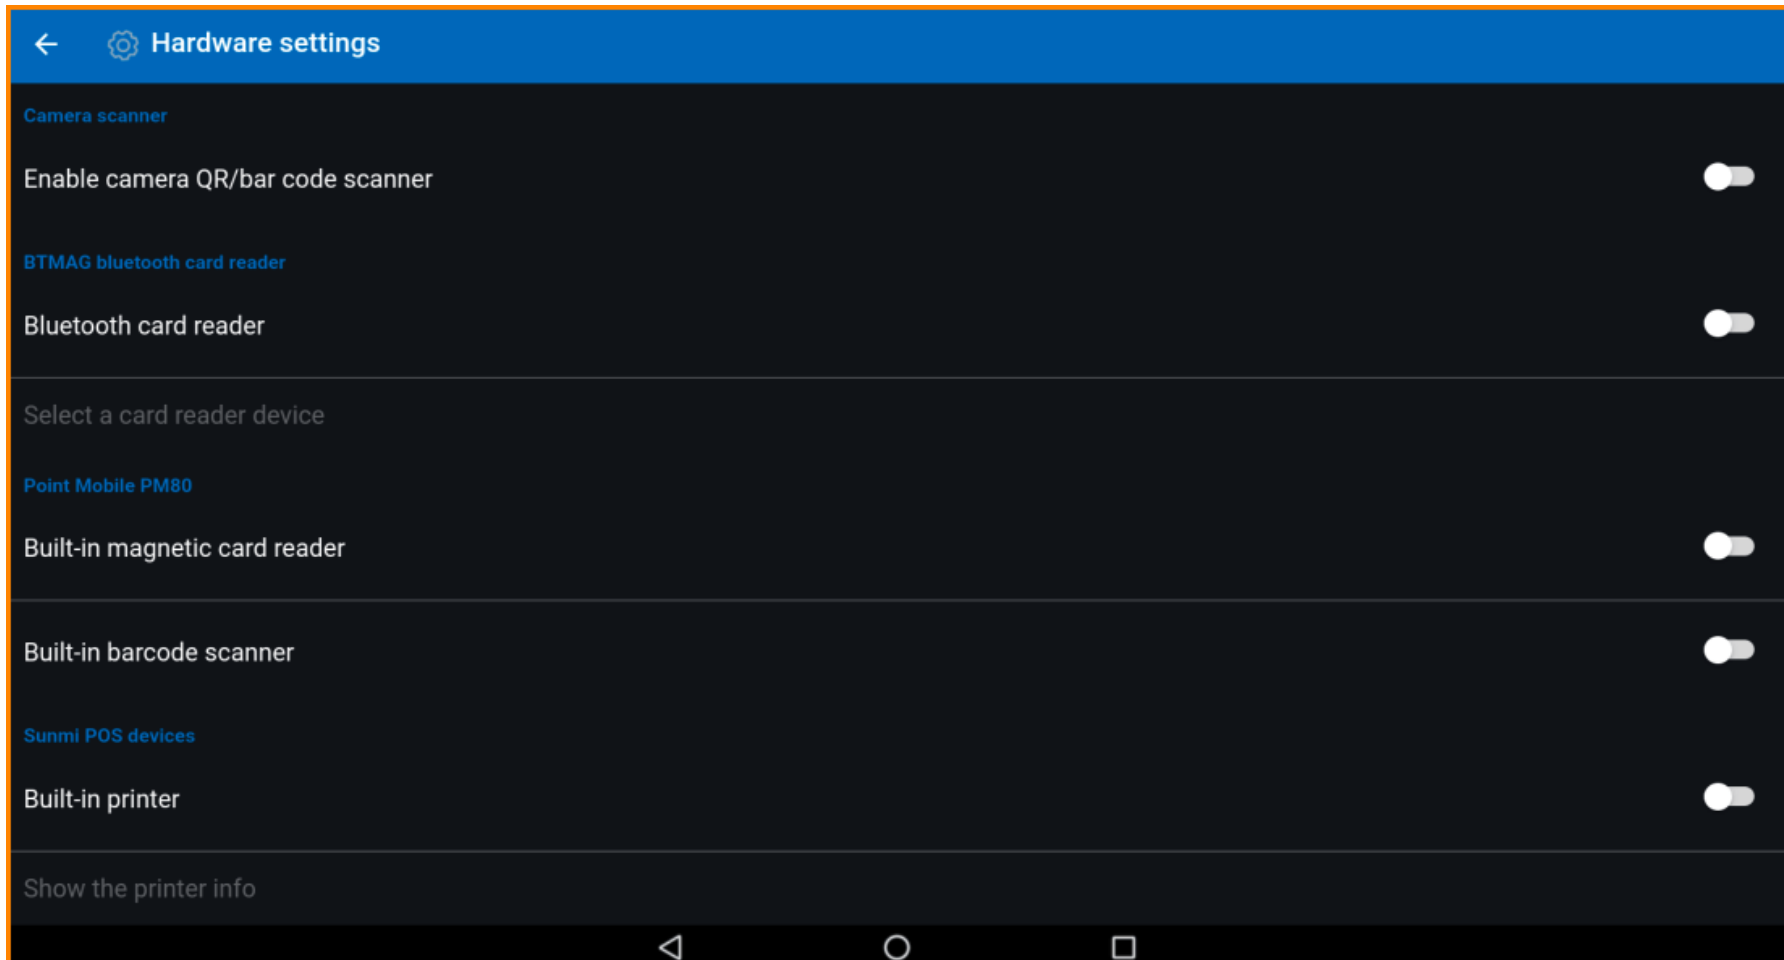 Hardware settings
Camera scanner
Enable camera QR/bar code scanner
BTMAG bluetooth card reader
Bluetooth card reader
Select a card reader device
Point Mobile PM80
Built-in magnetic card reader
Built-in barcode scanner
Sunmi POS devices
Built-in printer
Show the printer info